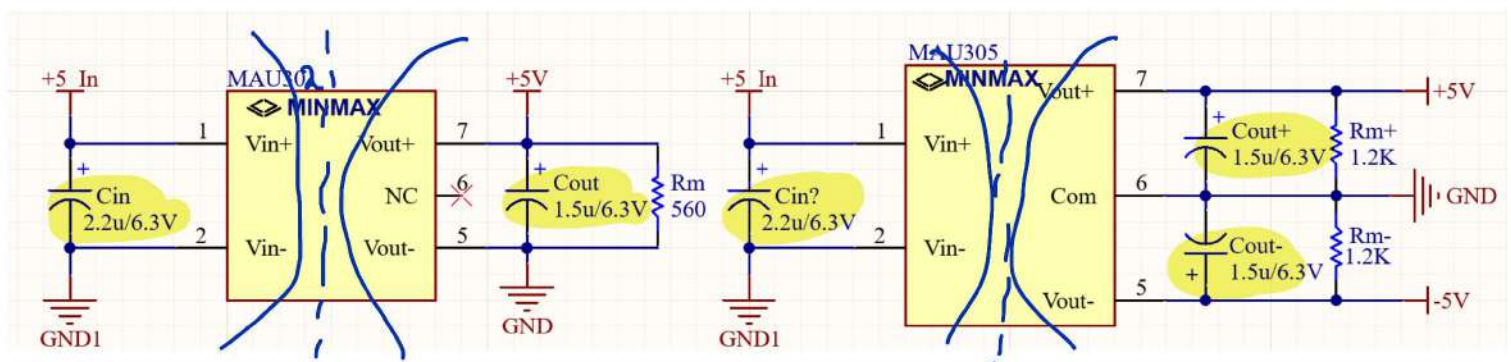 +5_In
MAU30
MINMAX
1
Vin+
Vout+
7
+5V
+
Cin
2.2u/6.3V
NC
6
+
Cout
1.5u/6.3V
Rm
560
2
Vin-
Vout-
5
GND1
GND
+5_In
MAU305
MINMAX
Vout+
7
+5V
1
Vin+
+
Cout+
1.5u/6.3V
Rm+
1.2K
+
Cin?
2.2u/6.3V
Com
6
GND
2
Vin-
Cout-
+
1.5u/6.3V
Rm-
1.2K
Vout-
5
-5V
GND1